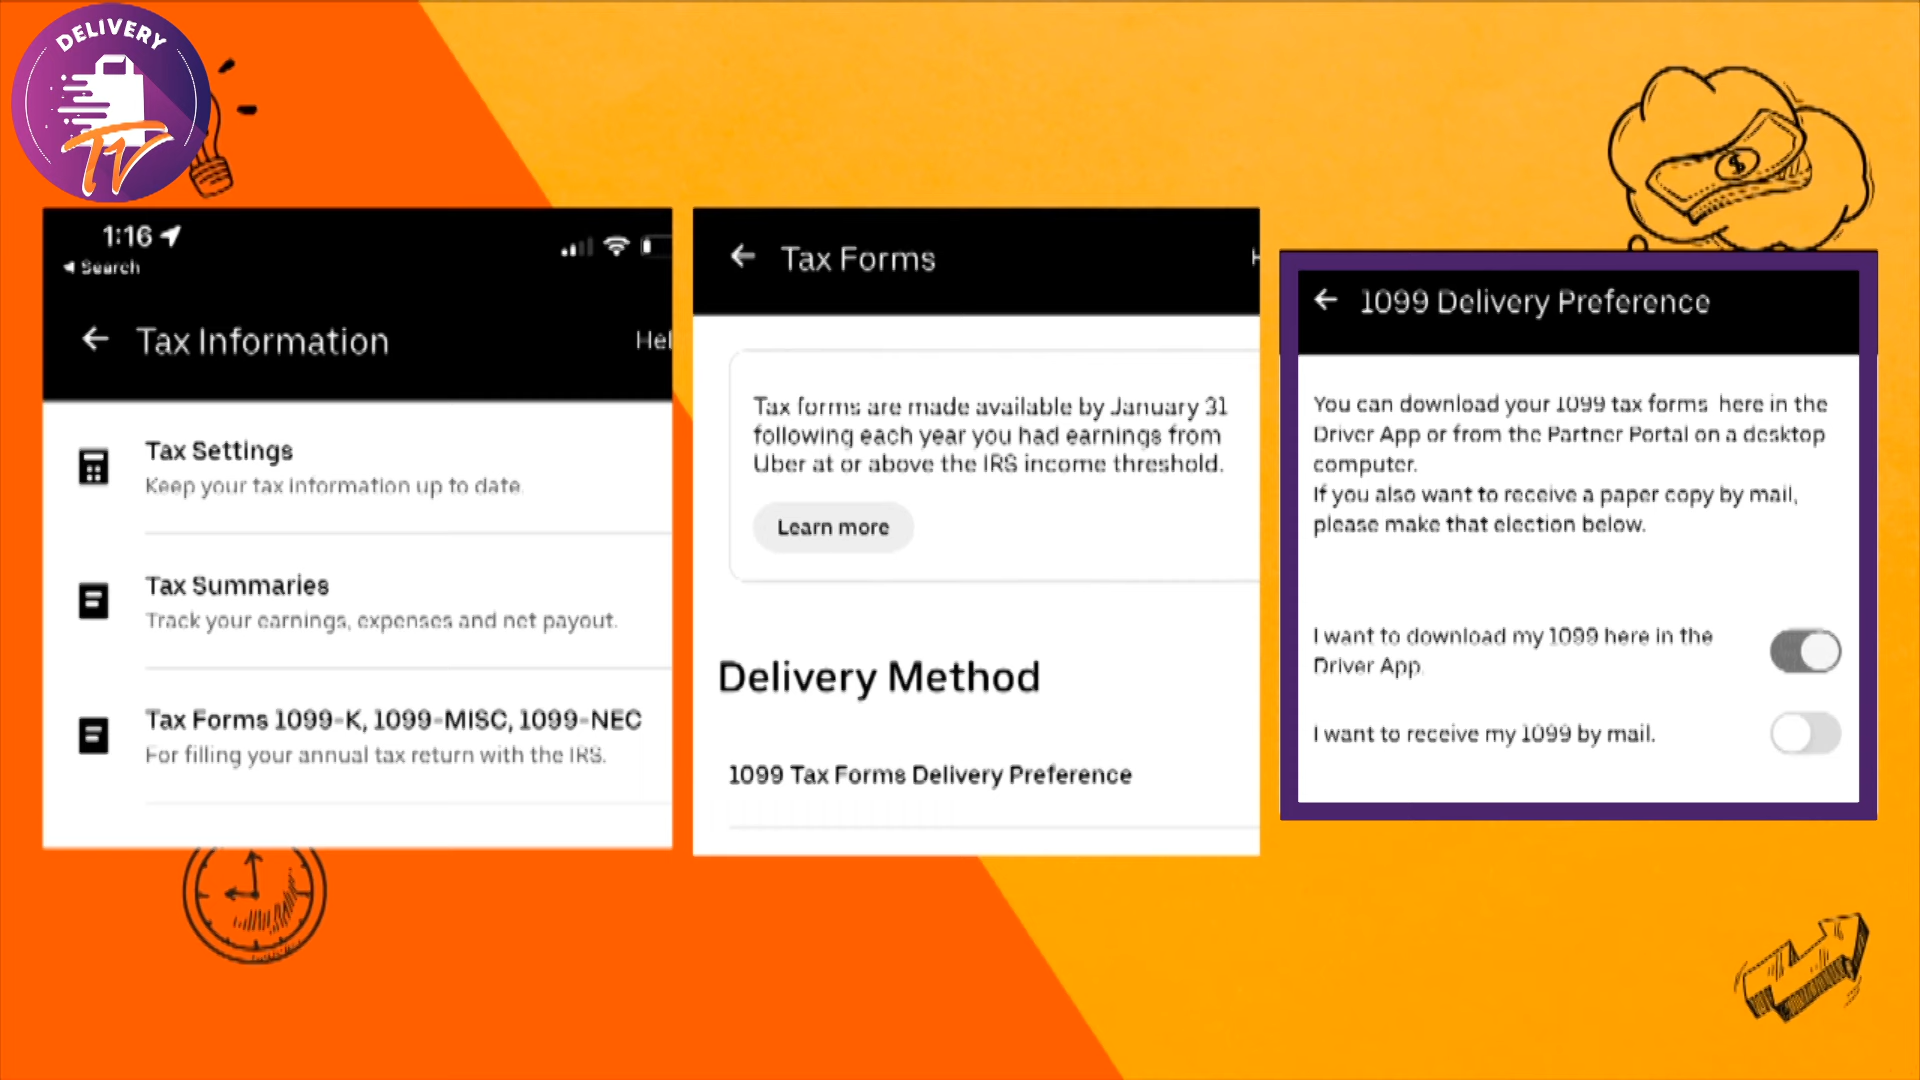 DELIVERY
TV
1:16
Search
Tax Information
Hel
Tax Settings
Keep your tax information up to date.
Tax Summaries
Track your earnings, expenses and net payout.
Tax Forms 1099-K, 1099-MISC, 1099-NEC
For filling your annual tax return with the IRS.
Tax Forms
Tax forms are made available by January 31
following each year you had earnings from
Uber at or above the IRS income threshold.
Learn more
Delivery Method
1099 Tax Forms Delivery Preference
1099 Delivery Preference
You can download your 1099 tax forms here in the
Driver App or from the Partner Portal on a desktop
computer.
If you also want to receive a paper copy by mail,
please make that election below.
I want to download my 1099 here in the
Driver App.
I want to receive my 1099 by mail.
$